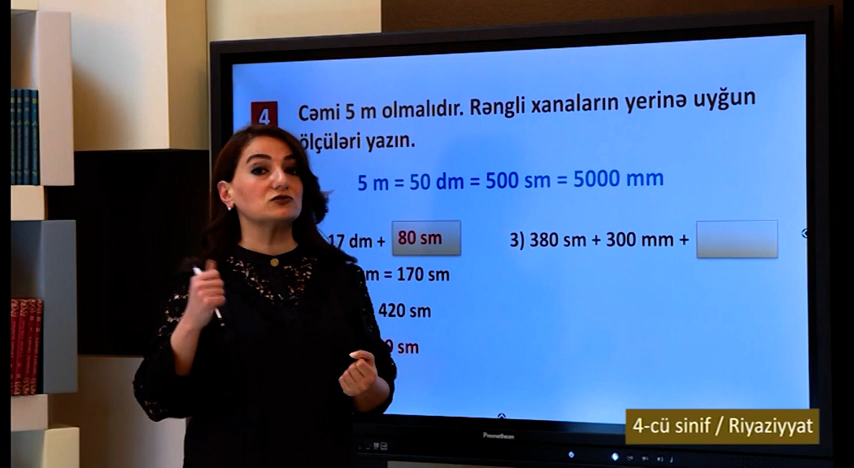 4
Cəmi 5 m olmalıdır. Rəngli xanaların yerinə uyğun
ölçüləri yazın.
5 m = 50 dm = 500 sm = 5000 mm
17 dm + 80 sm
3) 380 sm + 300 mm +
m = 170 sm
420 sm
sm
4-cü sinif / Riyaziyyat
Promethean